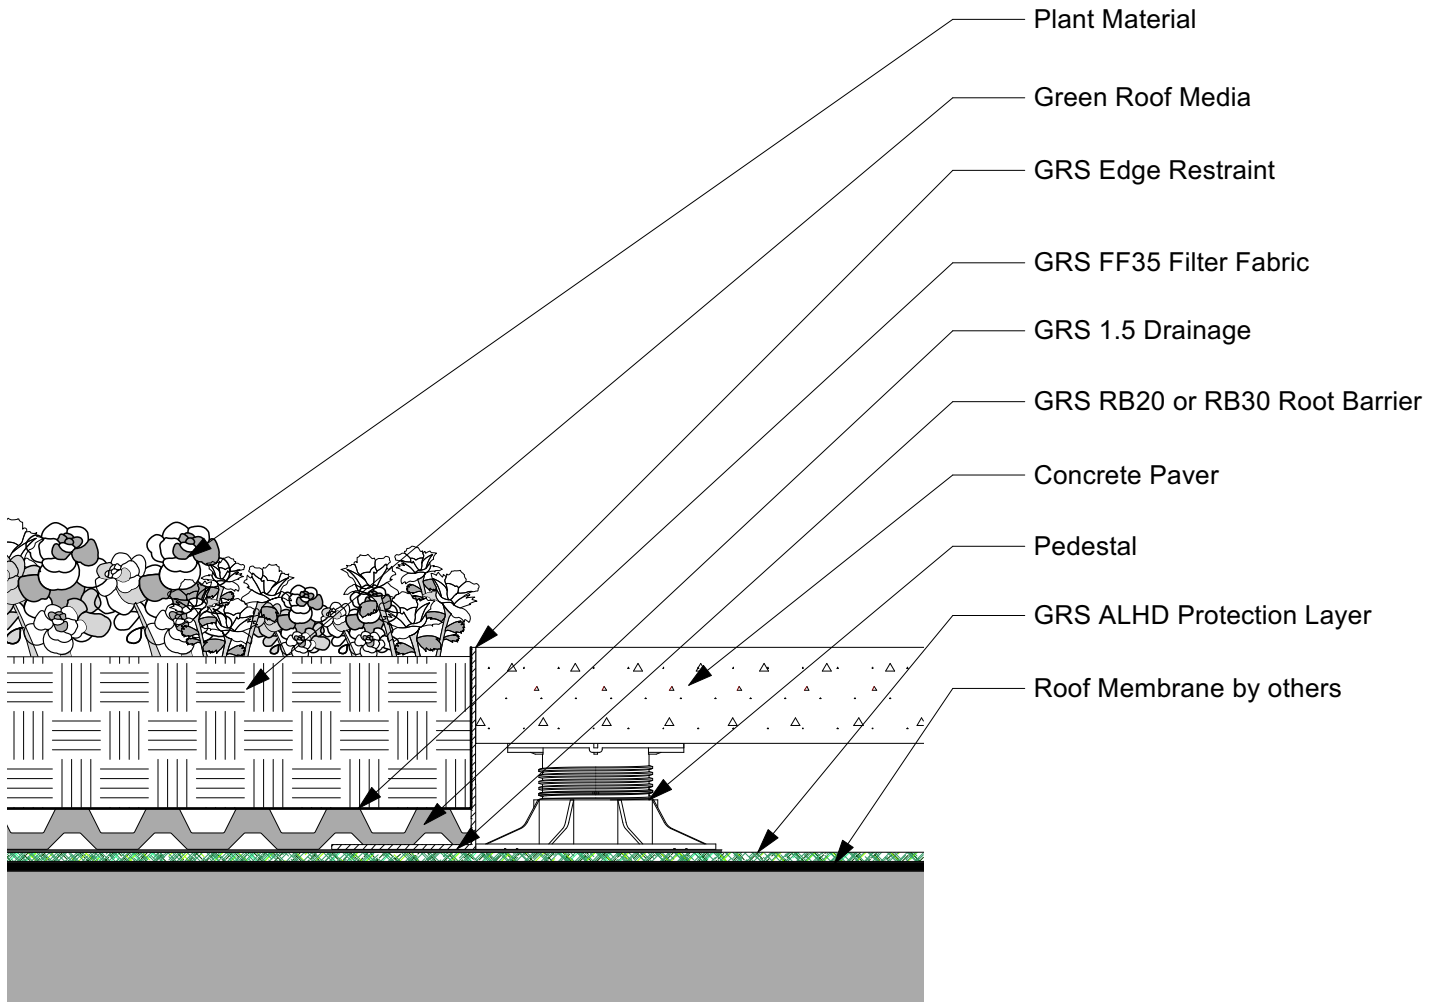 Plant Material
Green Roof Media
GRS Edge Restraint
GRS FF35 Filter Fabric
GRS 1.5 Drainage
GRS RB20 or RB30 Root Barrier
Concrete Paver
Pedestal
GRS ALHD Protection Layer
Roof Membrane by others